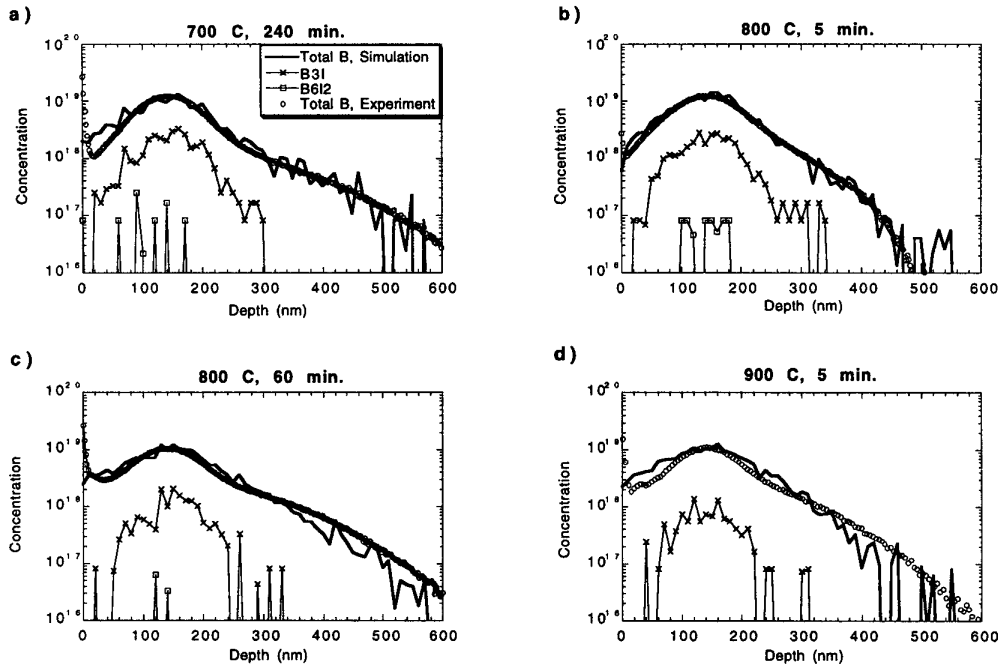 a)
700 C, 240 min.
Total B, Simulation
B3I
B6I2
Total B, Experiment
Concentration
10²⁰
10¹⁹
10¹⁸
10¹⁷
10¹⁶
0 100 200 300 400 500 600
Depth (nm)
b)
800 C, 5 min.
Concentration
10²⁰
10¹⁹
10¹⁸
10¹⁷
10¹⁶
0 100 200 300 400 500 600
Depth (nm)
c)
800 C, 60 min.
Concentration
10²⁰
10¹⁹
10¹⁸
10¹⁷
10¹⁶
0 100 200 300 400 500 600
Depth (nm)
d)
900 C, 5 min.
Concentration
10²⁰
10¹⁹
10¹⁸
10¹⁷
10¹⁶
0 100 200 300 400 500 600
Depth (nm)